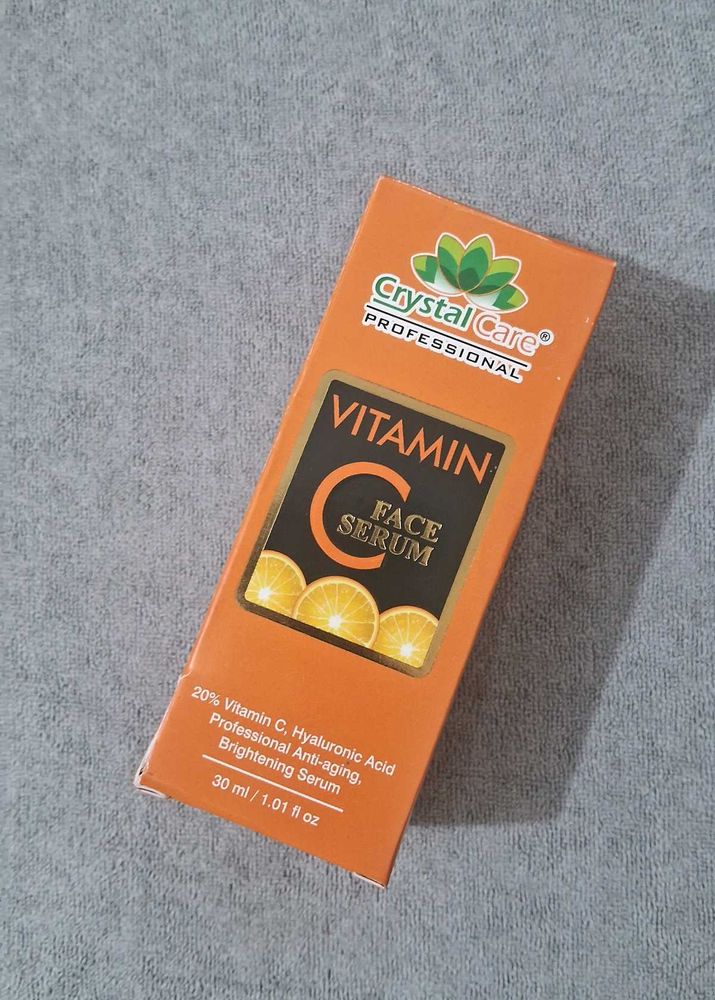 Crystal Care®
PROFESSIONAL
VITAMIN
C FACE
SERUM
20% Vitamin C, Hyaluronic Acid
Professional Anti-aging,
Brightening Serum
30 ml / 1.01 fl oz